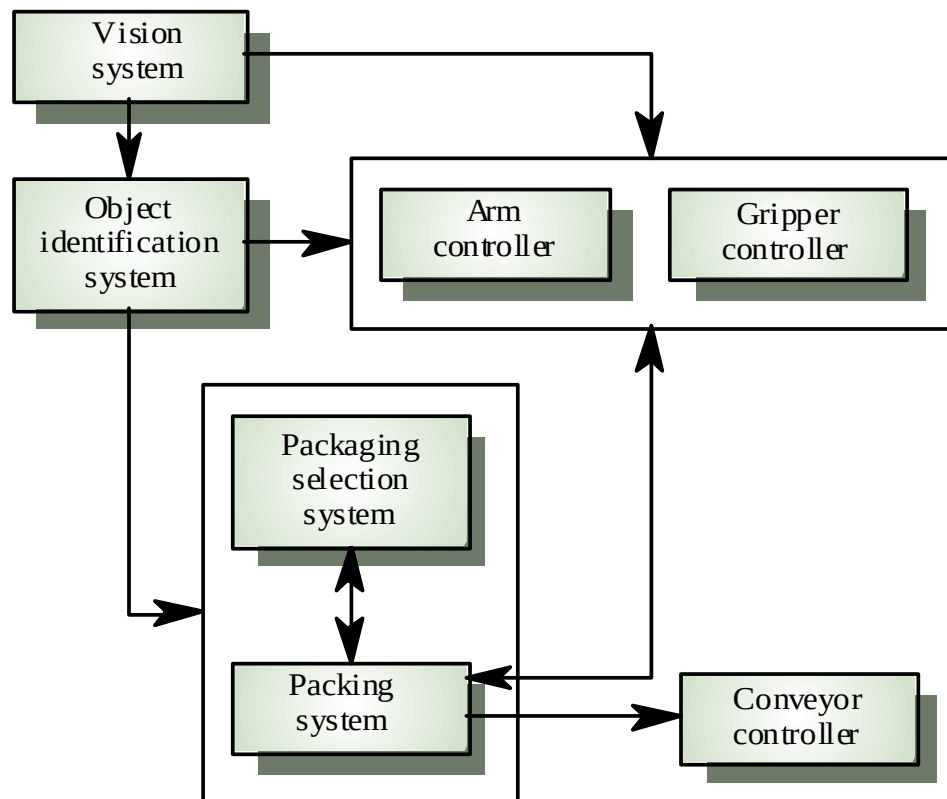 Vision
system
Object
identification
system
Arm
controller
Gripper
controller
Packaging
selection
system
Packing
system
Conveyor
controller